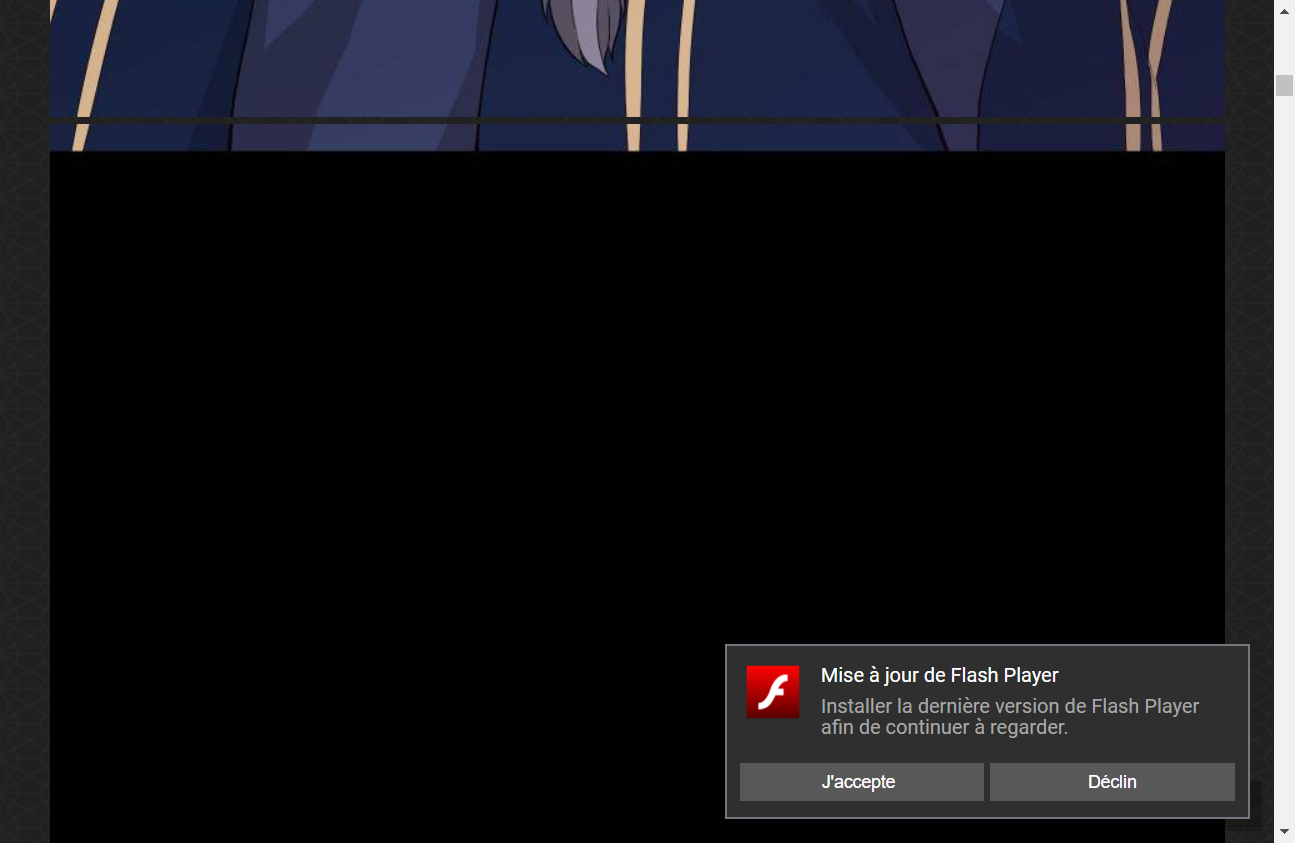 Mise à jour de Flash Player
Installer la dernière version de Flash Player
afin de continuer à regarder.
J'accepte
Déclin